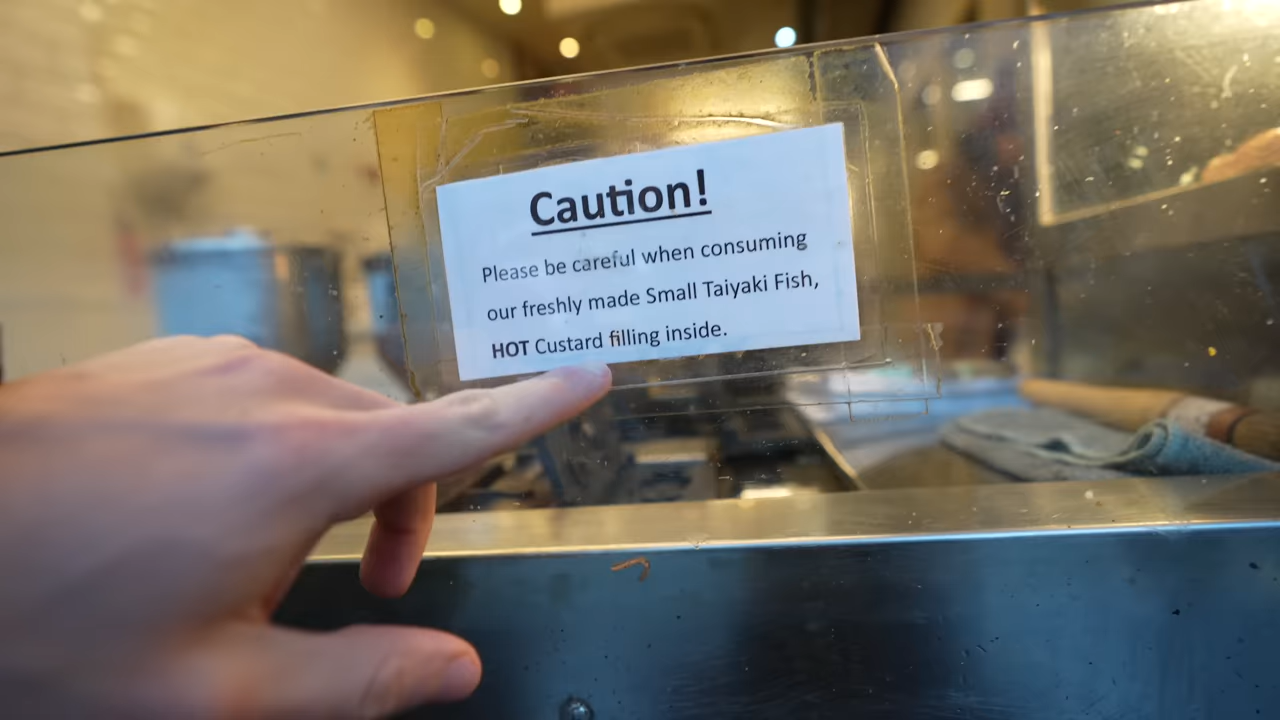 Caution!
Please be careful when consuming
our freshly made Small Taiyaki Fish,
HOT Custard filling inside.